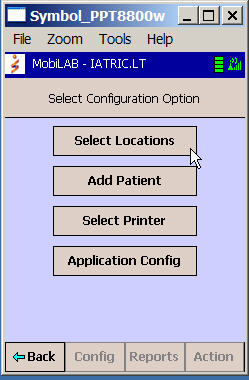 Symbol_PPT8800w
File Zoom Tools Help
MobiLAB - IATRIC.LT
Select Configuration Option
Select Locations
Add Patient
Select Printer
Application Config
Back Config Reports Action